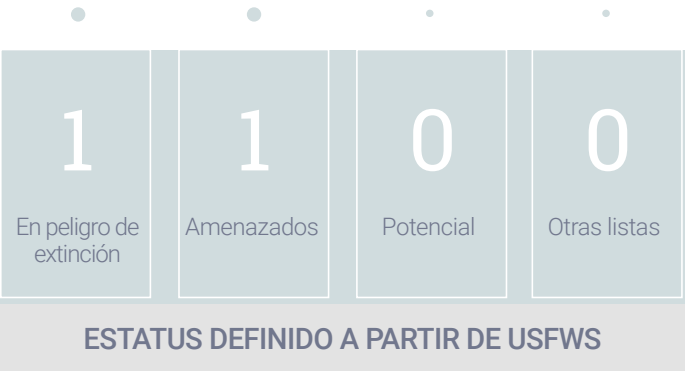 1
En peligro de
extinción
1
Amenazados
0
Potencial
0
Otras listas
ESTATUS DEFINIDO A PARTIR DE USFWS